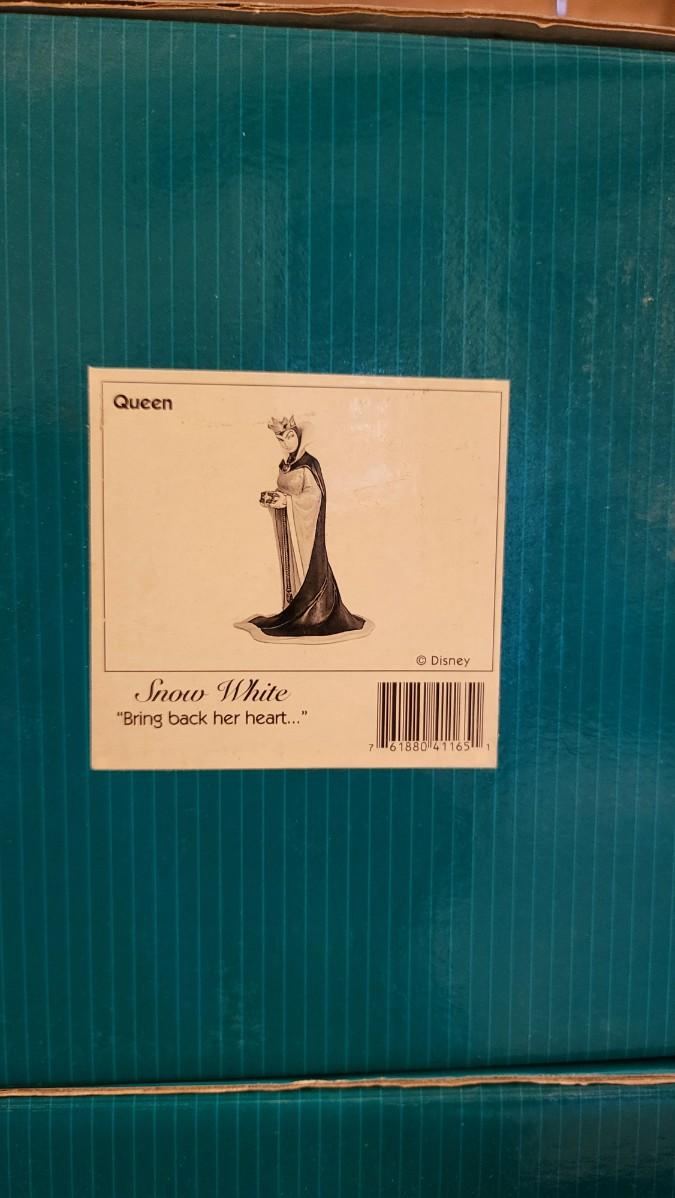 Queen
© Disney
Snow White
“Bring back her heart...”
7 61880 41165 1